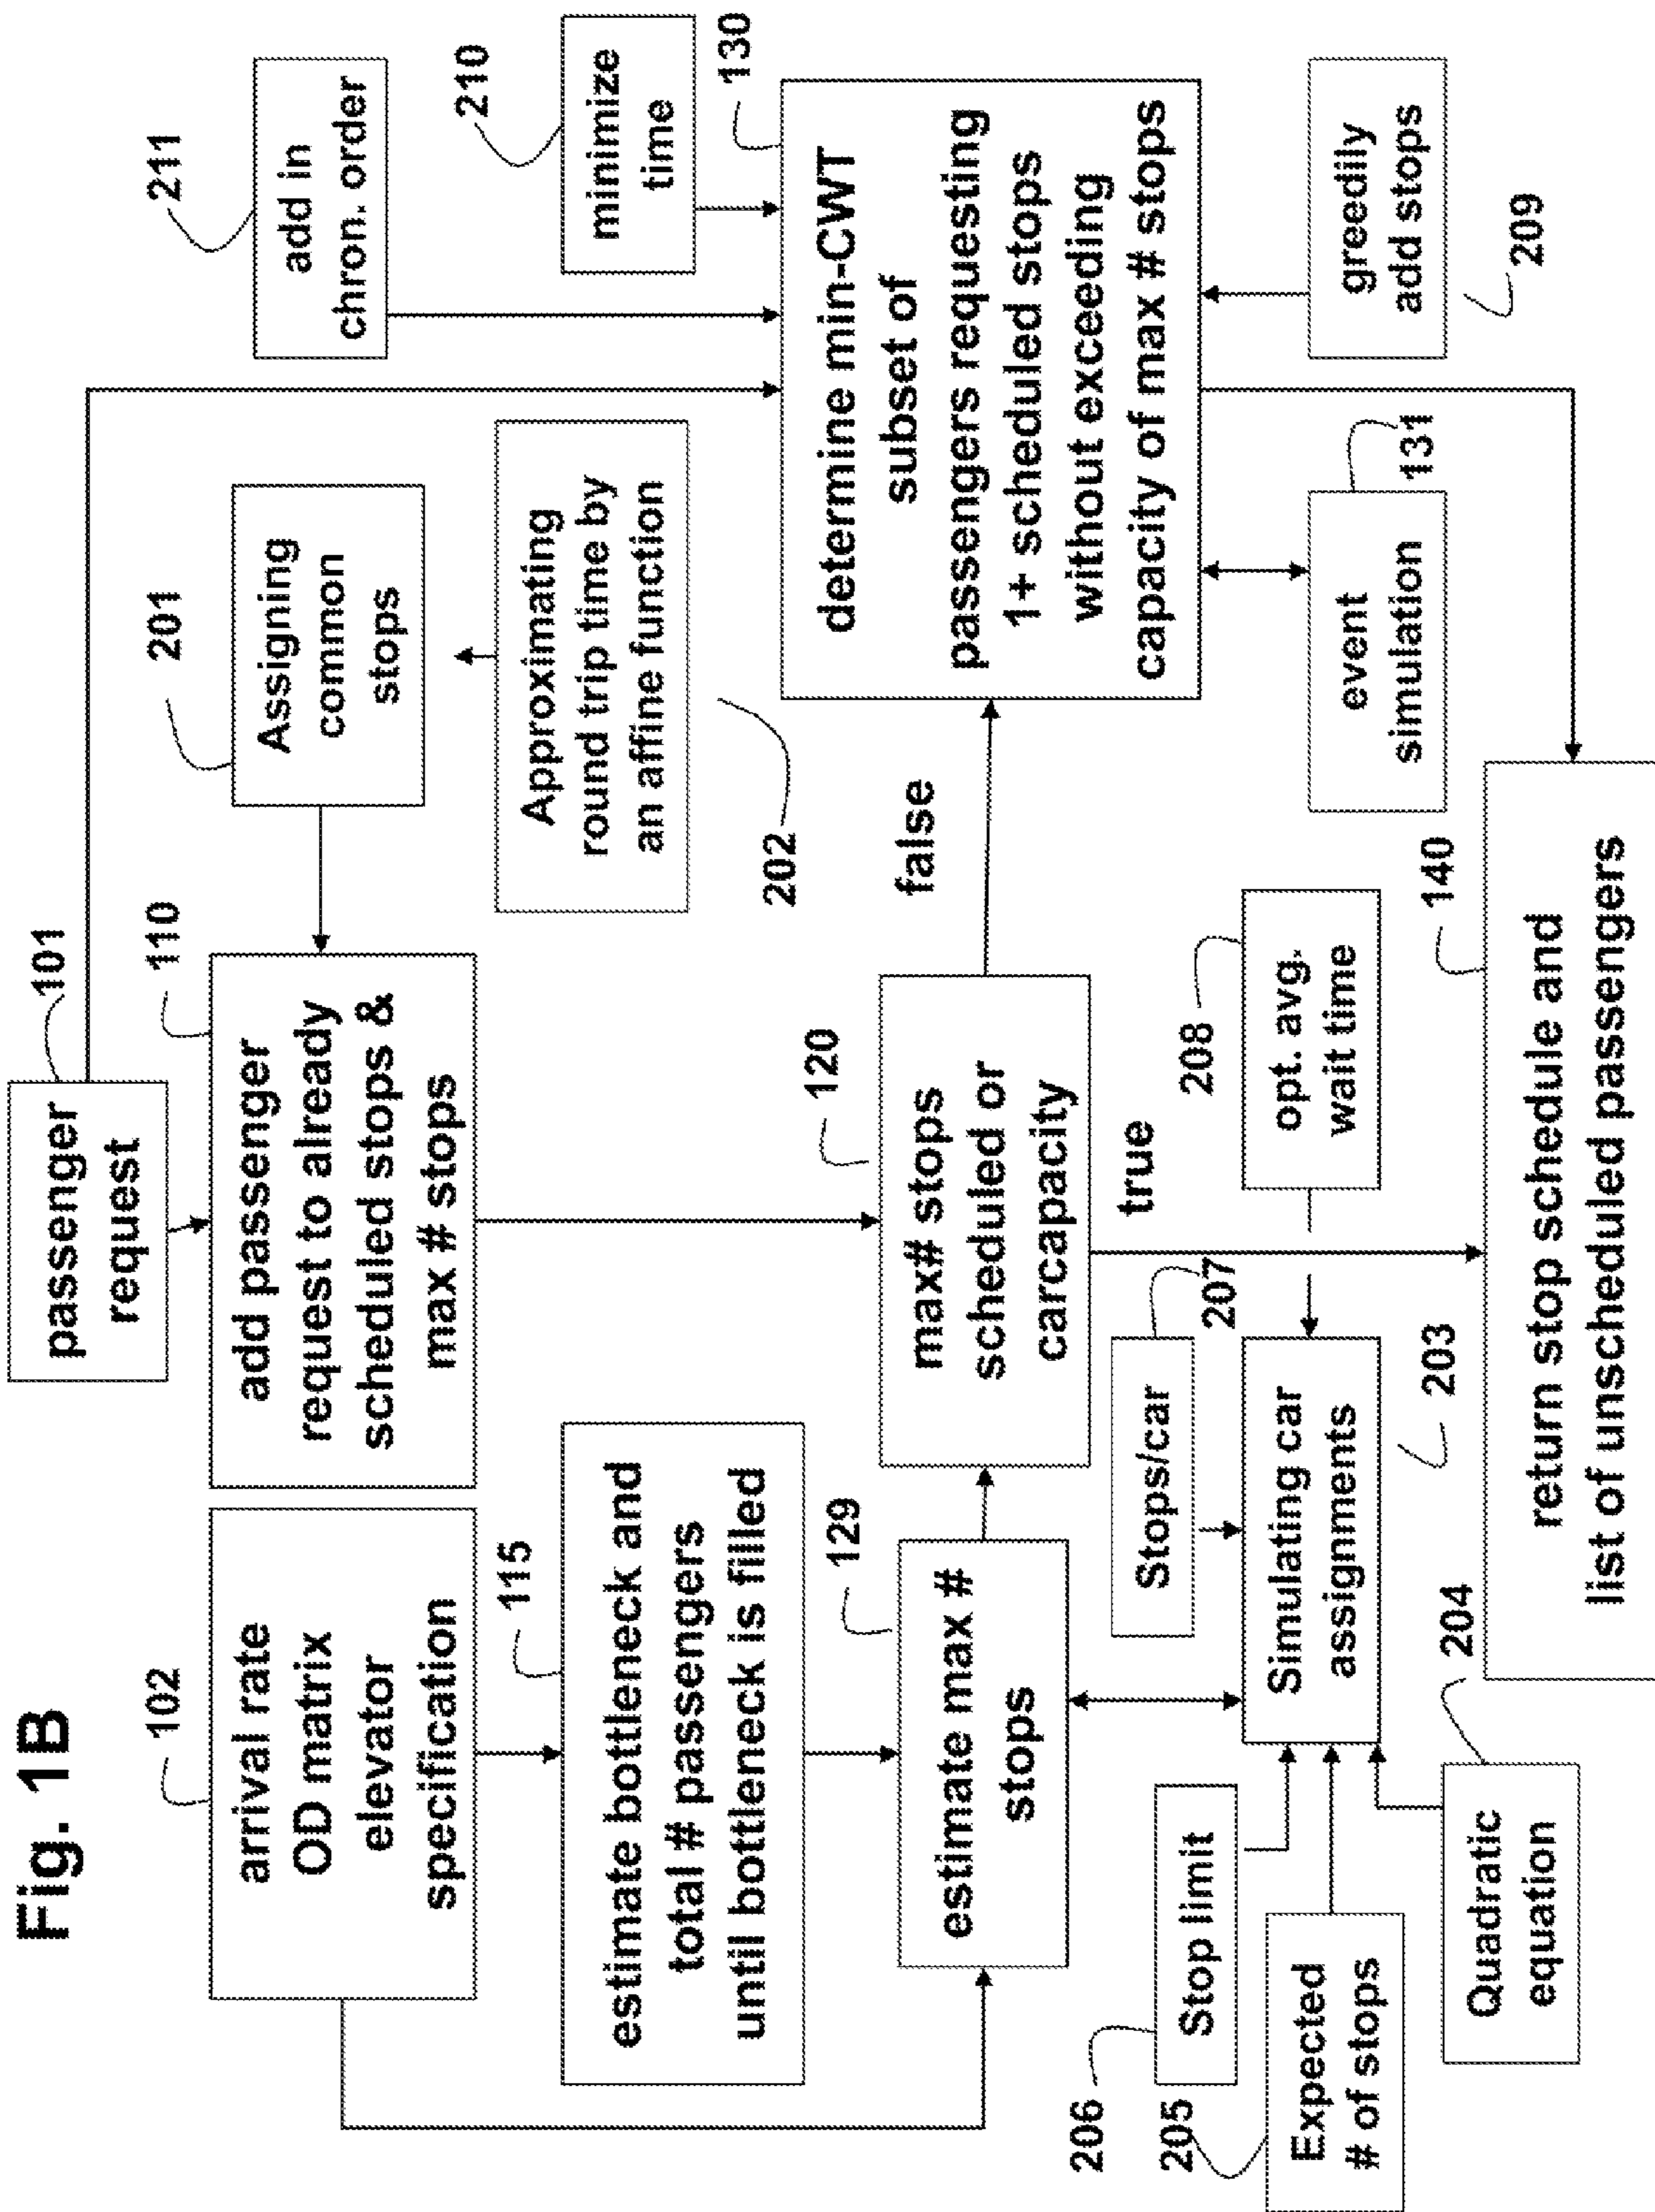 Fig. 1B
passenger
request
101
102
arrival rate
OD matrix
elevator
specification
110
add passenger
request to already
scheduled stops &
max # stops
201
Assigning
common
stops
211
add in
chron. order
115
estimate bottleneck and
total # passengers
until bottleneck is filled
Approximating
round trip time by
an affine function
202
210
minimize
time
129
estimate max #
stops
120
max# stops
scheduled or
carcapacity
false
true
130
determine min-CWT
subset of
passengers requesting
1+ scheduled stops
without exceeding
capacity of max # stops
206
Stop limit
205
Expected
# of stops
Stops/car
207
208
opt. avg.
wait time
Simulating car
assignments
203
204
Quadratic
equation
event
simulation
131
greedily
add stops
209
140
return stop schedule and
list of unscheduled passengers